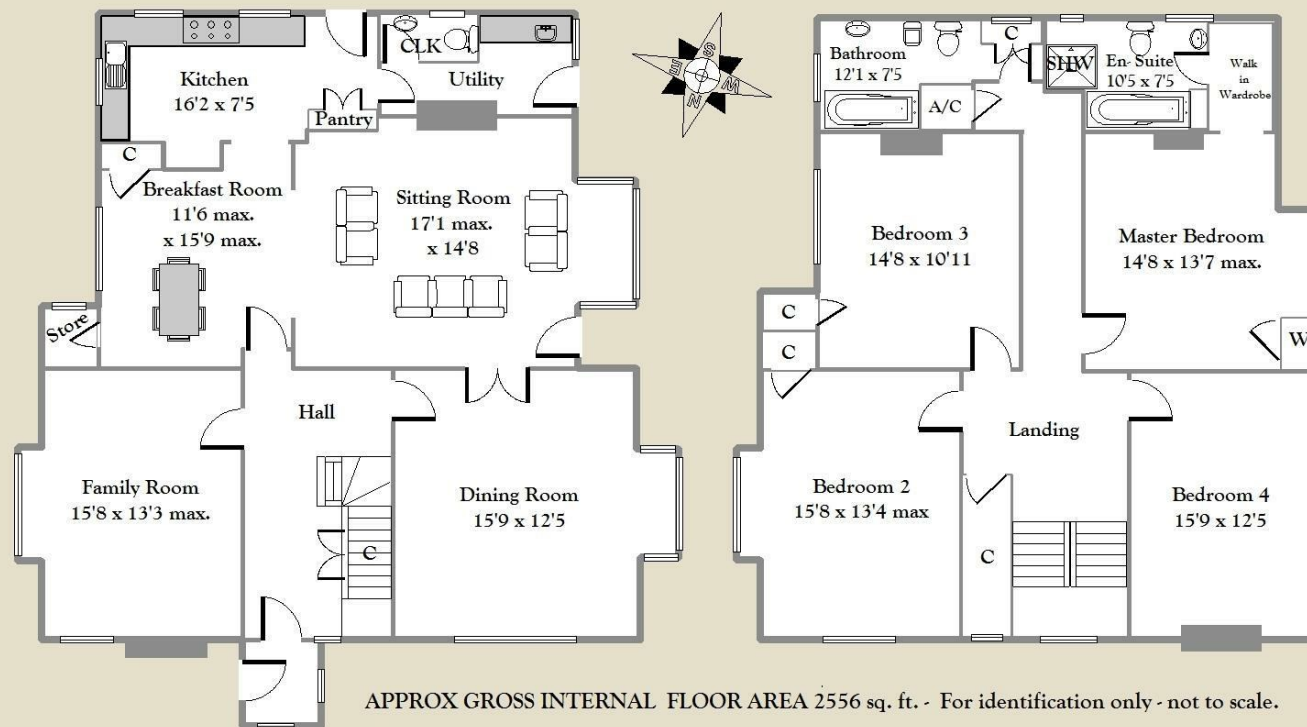 CLK
Kitchen
16'2 x 7'5
Utility
Pantry
C
Breakfast Room
11'6 max.
x 15'9 max.
Sitting Room
17'1 max.
x 14'8
Store
Hall
Family Room
15'8 x 13'3 max.
Dining Room
15'9 x 12'5
C
S
E
W
N
Bathroom
12'1 x 7'5
C
A/C
SHW
En- Suite
10'5 x 7'5
Walk
in
Wardrobe
Bedroom 3
14'8 x 10'11
Master Bedroom
14'8 x 13'7 max.
C
C
W
Landing
Bedroom 2
15'8 x 13'4 max
Bedroom 4
15'9 x 12'5
C
APPROX GROSS INTERNAL FLOOR AREA 2556 sq. ft. - For identification only - not to scale.